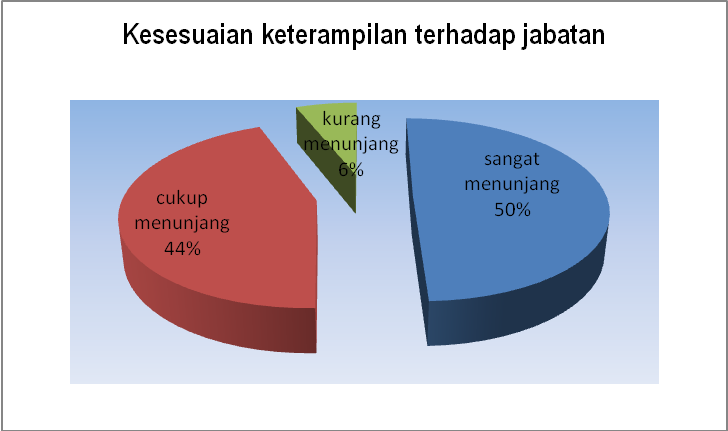 Kesesuaian keterampilan terhadap jabatan
kurang
menunjang
6%
sangat
menunjang
50%
cukup
menunjang
44%